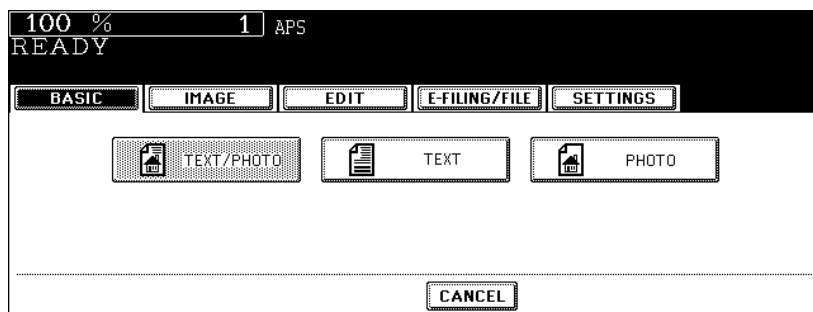 100 % 1 APS
READY
BASIC IMAGE EDIT E-FILING/FILE SETTINGS
TEXT/PHOTO TEXT PHOTO
CANCEL